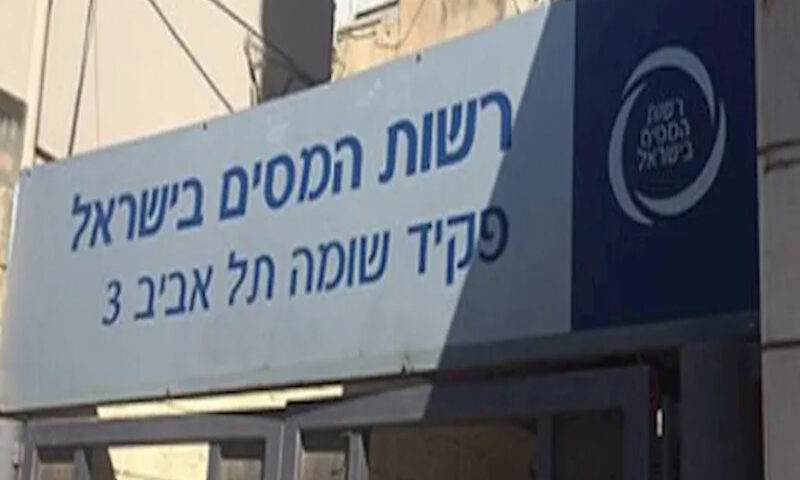 רשות המסים בישראל
פקיד שומה תל אביב 3
רשות
המסים
בישראל